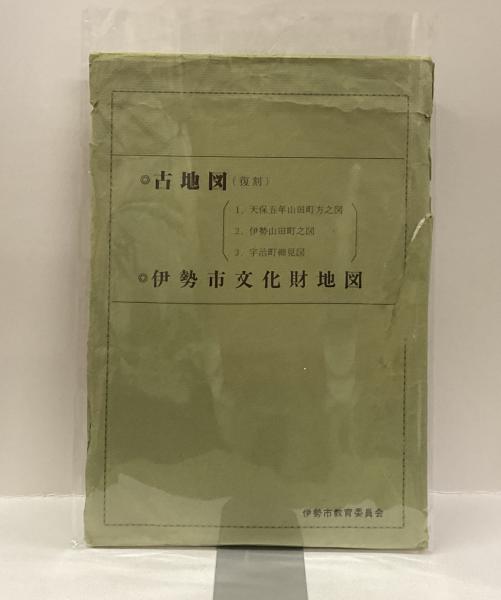 ◎古地図(復刻)
1. 天保五年山田町方之図
2. 伊勢山田町之図
3. 宇治町細見図
◎伊勢市文化財地図
伊勢市教育委員会